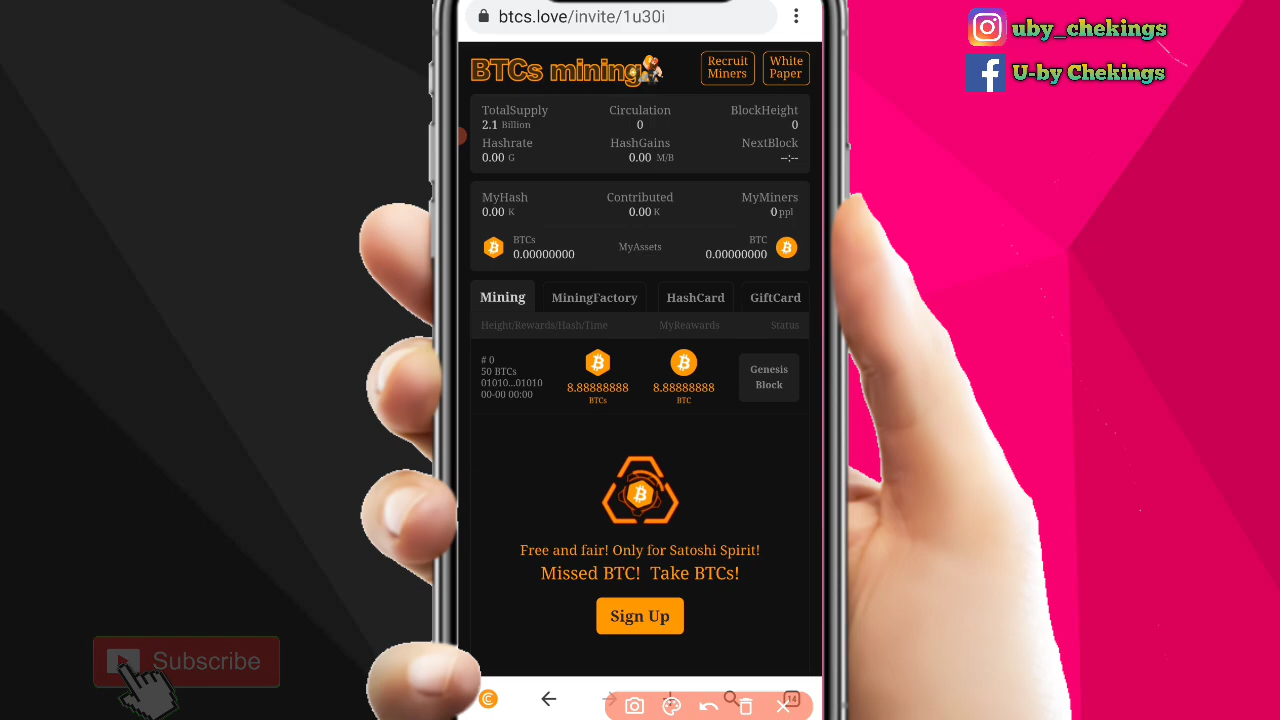 btcs.love/invite/1u30i
uby_chekings
U-by Chekings
BTCs mining
Recruit
Miners
White
Paper
TotalSupply
2.1 Billion
Circulation
0
BlockHeight
0
Hashrate
0.00 G
HashGains
0.00 M/B
NextBlock
--:--
MyHash
0.00 K
Contributed
0.00 K
MyMiners
0 ppl
BTCs
0.00000000
MyAssets
BTC
0.00000000
Mining
MiningFactory
HashCard
GiftCard
Height/Rewards/Hash/Time
MyReawards
Status
# 0
50 BTCs
01010...01010
00-00 00:00
8.88888888
BTCs
8.88888888
BTC
Genesis
Block
Free and fair! Only for Satoshi Spirit!
Missed BTC! Take BTCs!
Sign Up
Subscribe
14